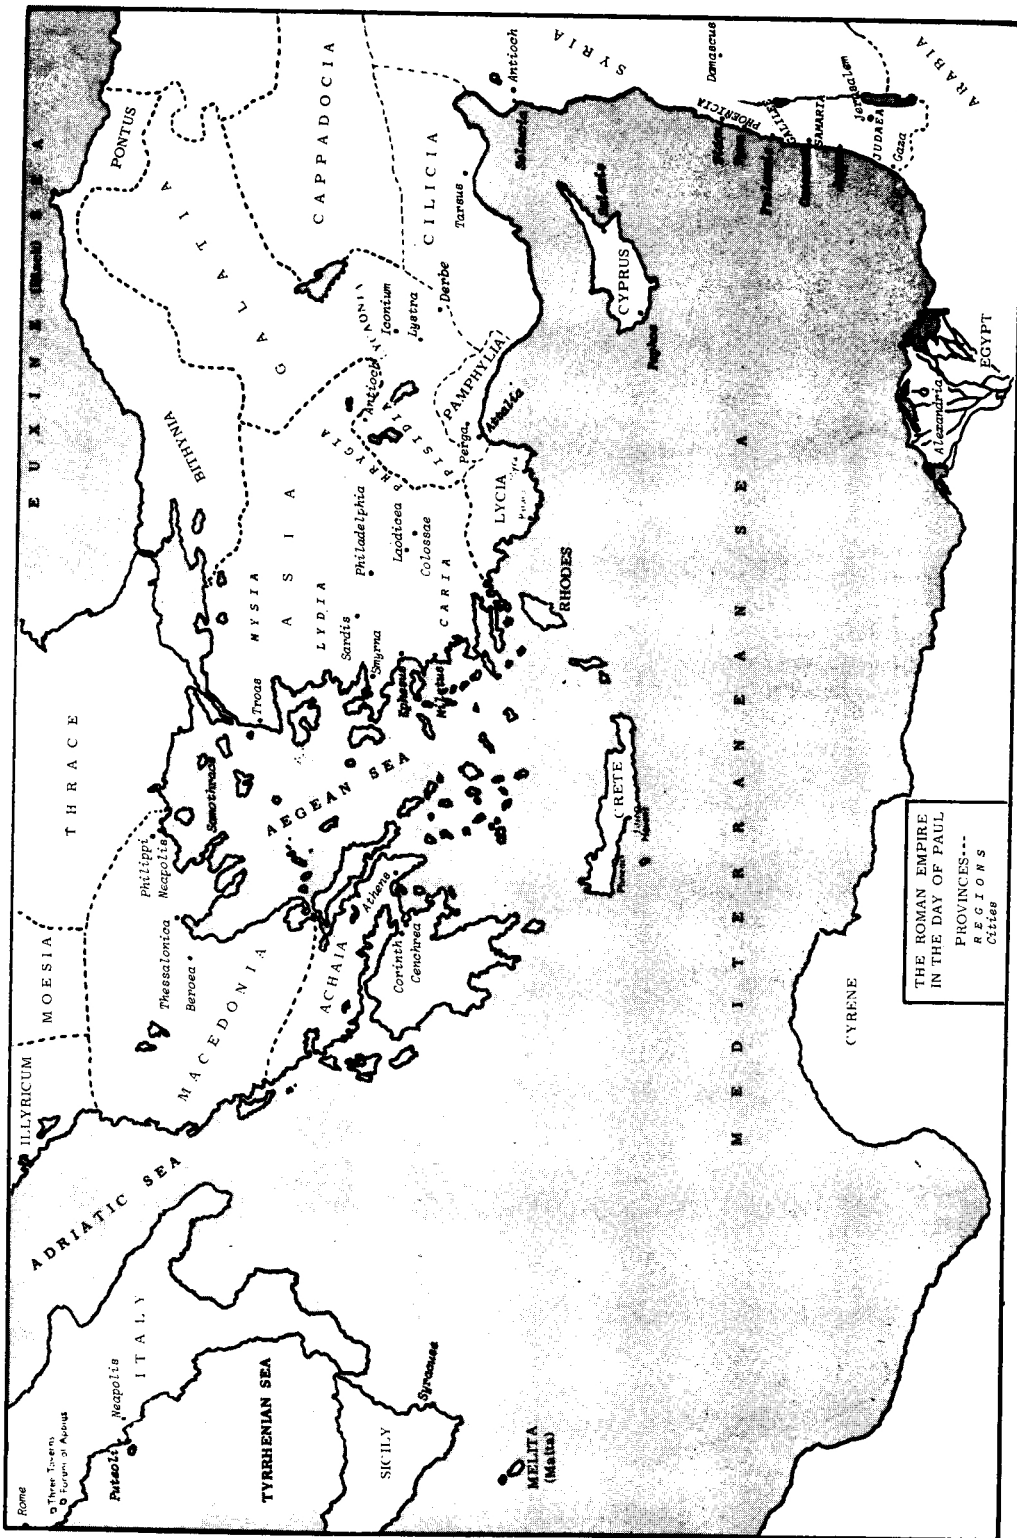 Rome
Three Taverns
Forum of Appius
Puteoli
Neapolis
ITALY
ADRIATIC SEA
TYRRHENIAN SEA
SICILY
Syracuse
MELITA
(Malta)
ILLYRICUM
MOESIA
THRACE
MACEDONIA
Thessalonica
Beroea
Philippi
Neapolis
Samothrace
ACHAIA
Athens
Corinth
Cenchrea
AEGEAN SEA
CRETE
EUXINE SEA
BITHYNIA
PONTUS
GALATIA
CAPPADOCIA
CILICIA
Tarsus
Derbe
Lystra
Iconium
Antioch
PHRYGIA
PISIDIA
PAMPHYLIA
Perga
Attalia
LYCIA
ASIA
MYSIA
LYDIA
CARIA
Troas
Sardis
Smyrna
Philadelphia
Laodicea
Colossae
Ephesus
Miletus
RHODES
CYPRUS
Salamis
Paphos
Antioch
Seleucia
SYRIA
Damascus
PHOENICIA
GALILEE
SAMARIA
Jerusalem
JUDAEA
Gaza
ARABIA
Ptolemais
EGYPT
Alexandria
MEDITERRANEAN SEA
CYRENE
THE ROMAN EMPIRE
IN THE DAY OF PAUL
PROVINCES---
REGIONS
Cities